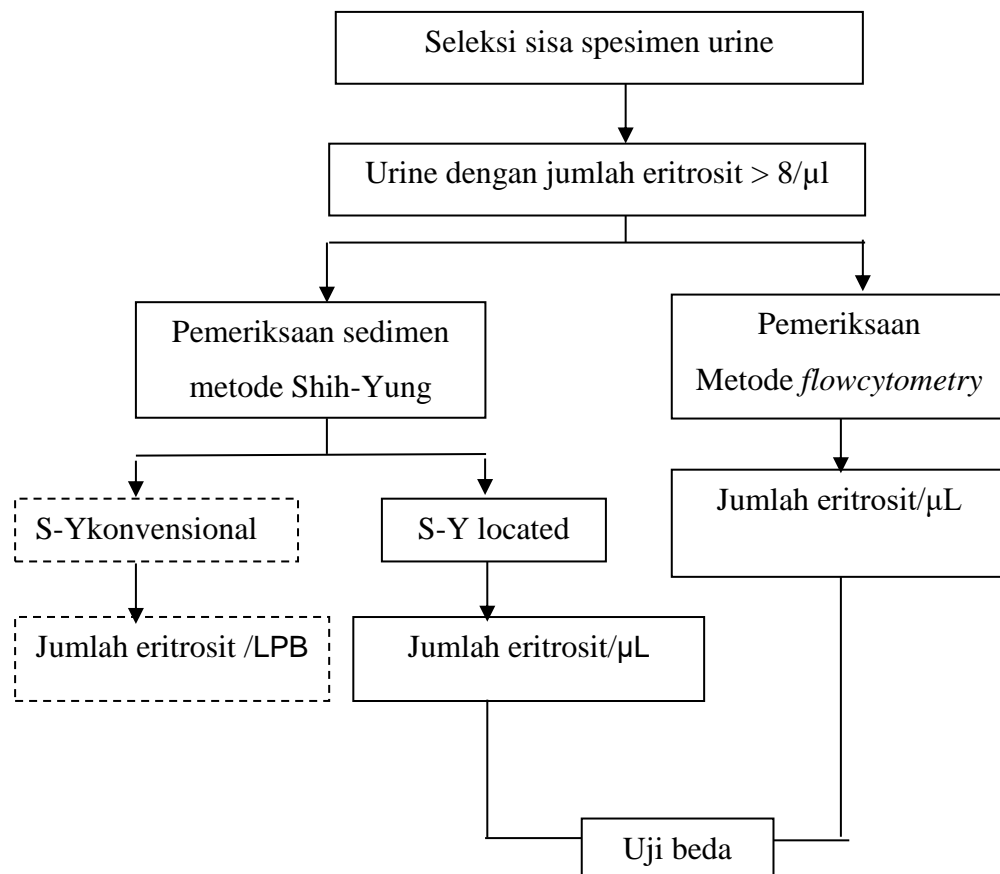 Seleksi sisa spesimen urine
Urine dengan jumlah eritrosit > 8/µl
Pemeriksaan sedimen
metode Shih-Yung
Pemeriksaan
Metode flowcytometry
S-Ykonvensional
S-Y located
Jumlah eritrosit/µL
Jumlah eritrosit /LPB
Jumlah eritrosit/µL
Uji beda